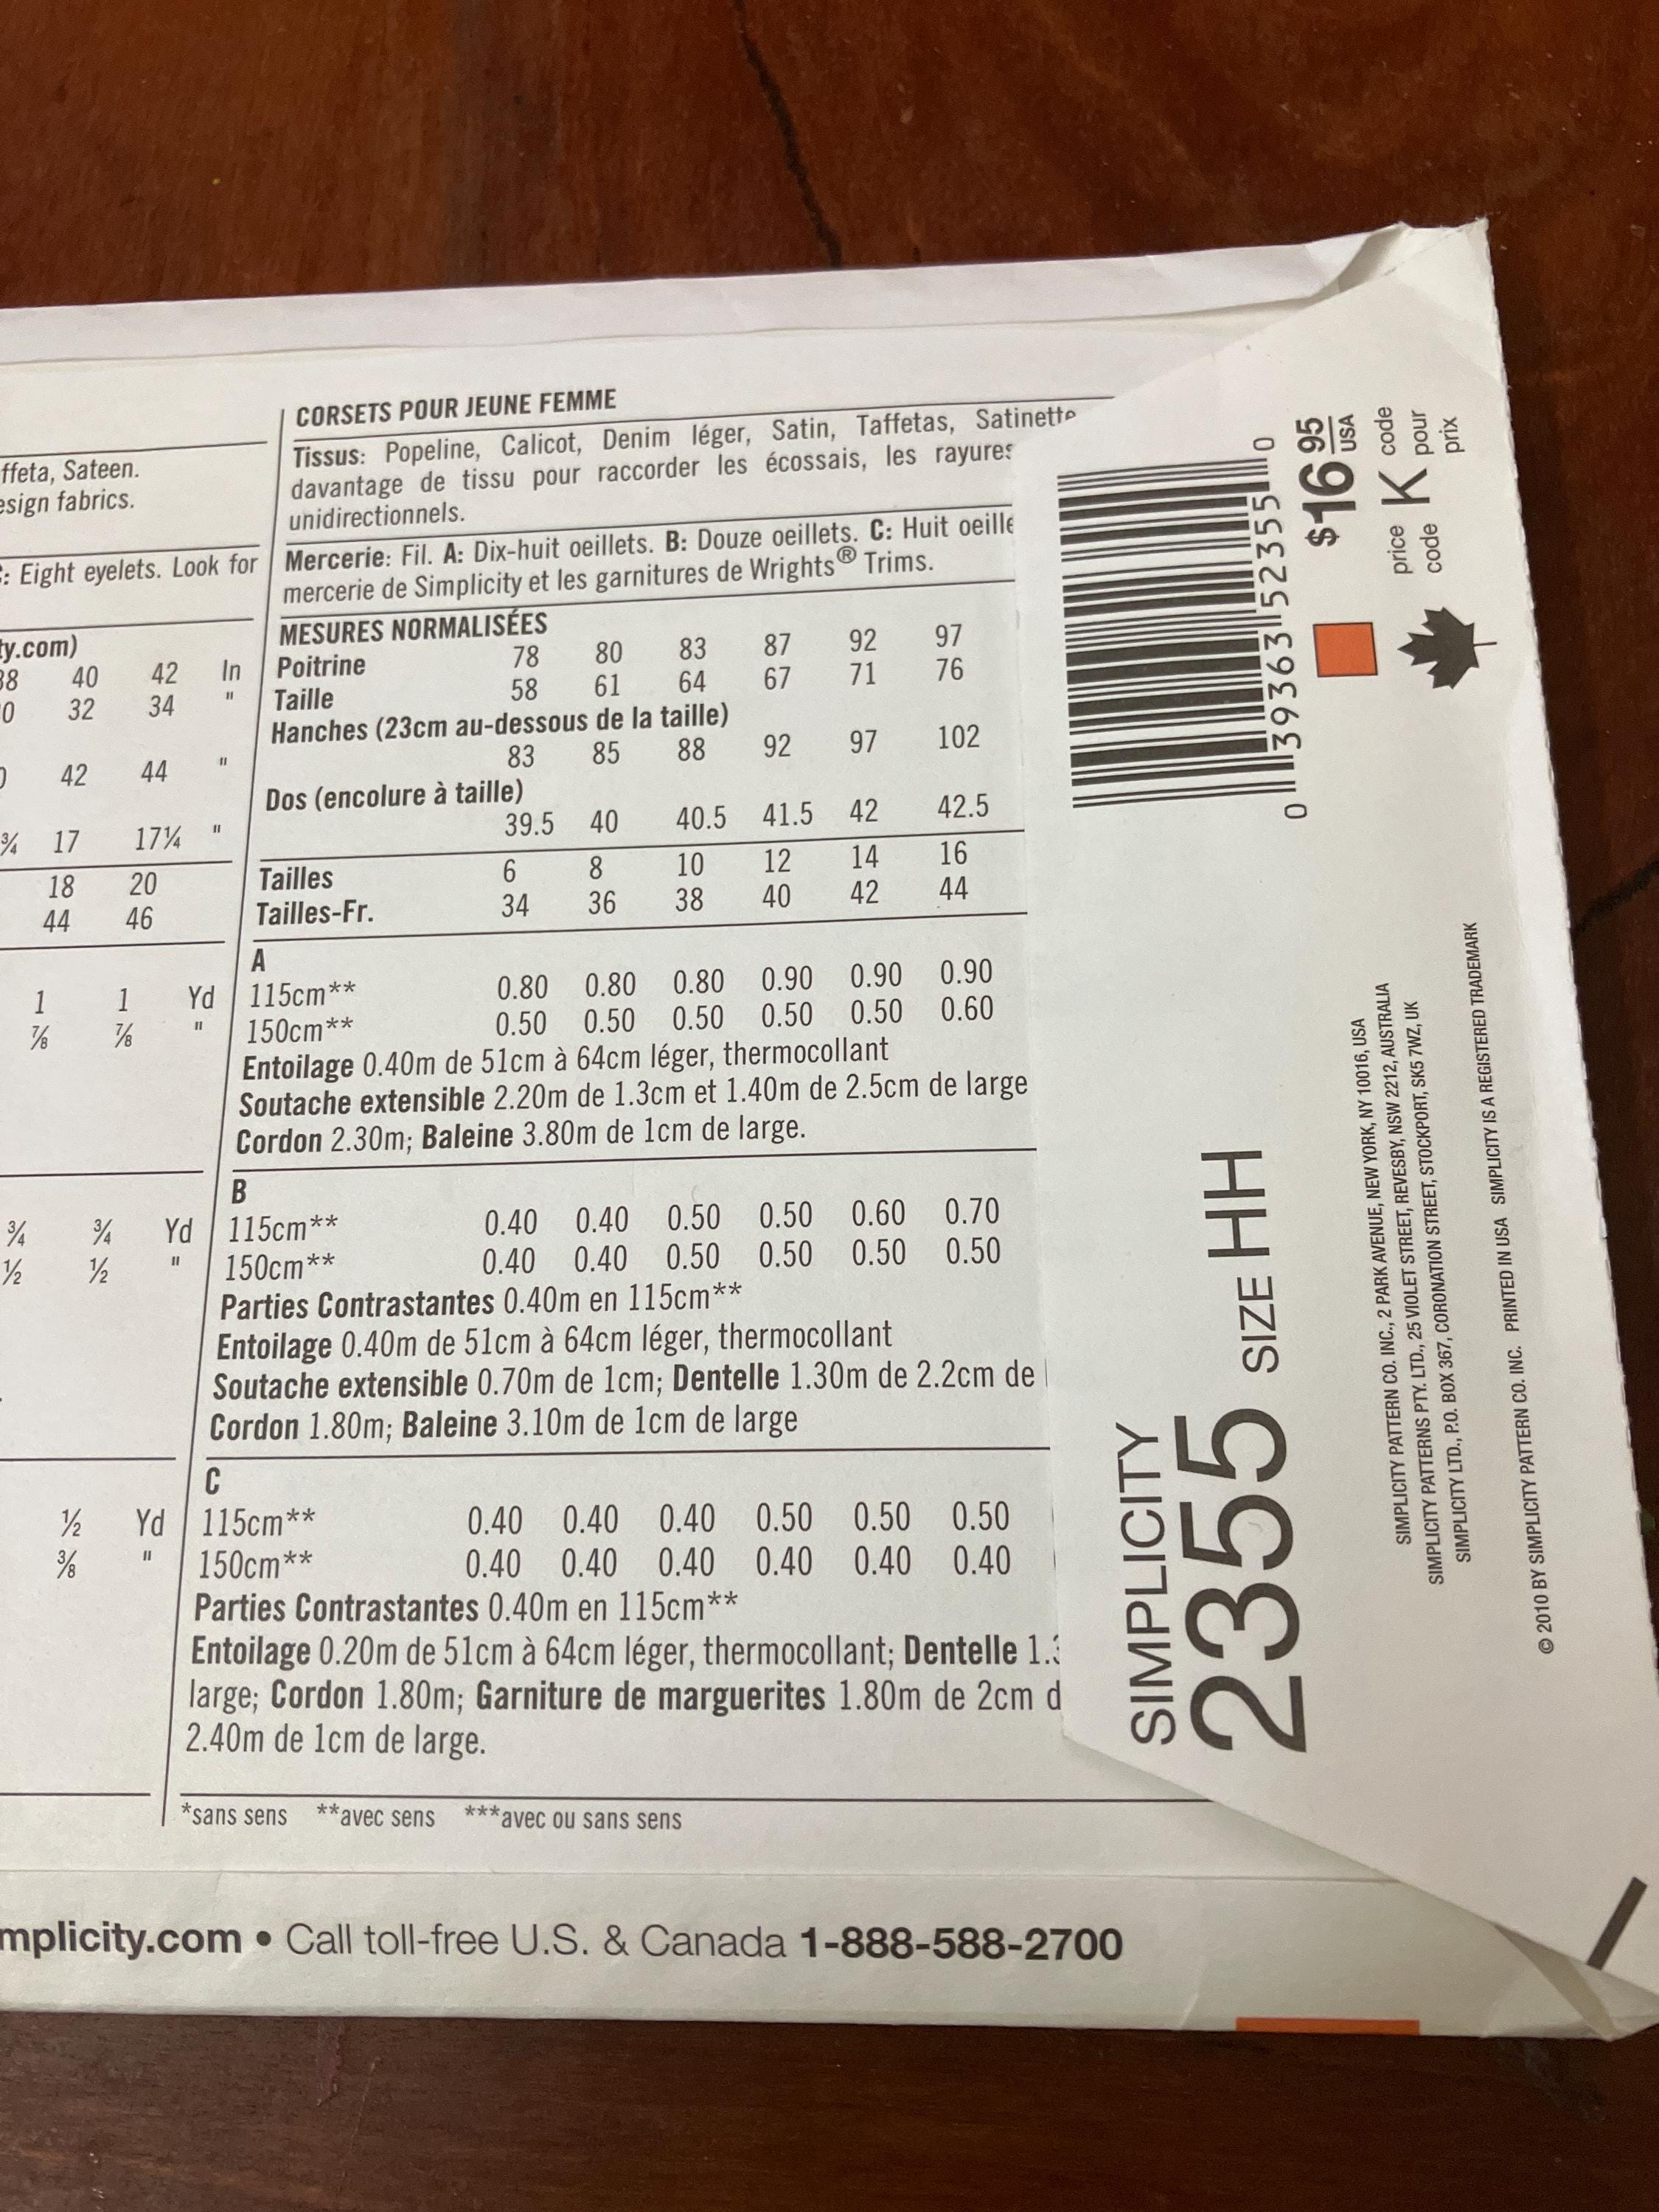 Sateen.
fabrics.
Eight eyelets. Look for
40 42 In
32 34 "
42 44 "
17 17¼ "
18 20
44 46
1 1 Yd
⅞ ⅞ "
¾ ¾ Yd
½ ½ "
½ Yd
⅜ "
CORSETS POUR JEUNE FEMME
Tissus: Popeline, Calicot, Denim léger, Satin, Taffetas,
davantage de tissu pour raccorder les écossais, les
unidirectionnels.
Mercerie: Fil. A: Dix-huit oeillets. B: Douze oeillets. C: Huit
mercerie de Simplicity et les garnitures de Wrights® Trims.
MESURES NORMALISÉES
Poitrine 78 80 83 87 92 97
Taille 58 61 64 67 71 76
Hanches (23cm au-dessous de la taille)
83 85 88 92 97 102
Dos (encolure à taille)
39.5 40 40.5 41.5 42 42.5
Tailles 6 8 10 12 14 16
Tailles-Fr. 34 36 38 40 42 44
A
115cm** 0.80 0.80 0.80 0.90 0.90 0.90
150cm** 0.50 0.50 0.50 0.50 0.50 0.60
Entoilage 0.40m de 51cm à 64cm léger, thermocollant
Soutache extensible 2.20m de 1.3cm et 1.40m de 2.5cm de large
Cordon 2.30m; Baleine 3.80m de 1cm de large.
B
115cm** 0.40 0.40 0.50 0.50 0.60 0.70
150cm** 0.40 0.40 0.50 0.50 0.50 0.50
Parties Contrastantes 0.40m en 115cm**
Entoilage 0.40m de 51cm à 64cm léger, thermocollant
Soutache extensible 0.70m de 1cm; Dentelle 1.30m de 2.2cm de
Cordon 1.80m; Baleine 3.10m de 1cm de large
C
115cm** 0.40 0.40 0.40 0.50 0.50 0.50
150cm** 0.40 0.40 0.40 0.40 0.40 0.40
Parties Contrastantes 0.40m en 115cm**
Entoilage 0.20m de 51cm à 64cm léger, thermocollant; Dentelle
large; Cordon 1.80m; Garniture de marguerites 1.80m de 2cm
2.40m de 1cm de large.
*sans sens **avec sens ***avec ou sans sens
Call toll-free U.S. & Canada 1-888-588-2700
0 39363 52355 0
$16.95 USA
price code K code pour prix
SIMPLICITY
2355 SIZE HH
SIMPLICITY PATTERN CO. INC., 2 PARK AVENUE, NEW YORK, NY 10016, USA
SIMPLICITY PATTERNS PTY. LTD., 25 VIOLET STREET, REVESBY, NSW 2212, AUSTRALIA
SIMPLICITY LTD., P.O. BOX 367, CORONATION STREET, STOCKPORT, SK5 7WZ, UK
© 2010 BY SIMPLICITY PATTERN CO. INC. PRINTED IN USA SIMPLICITY IS A REGISTERED TRADEMARK